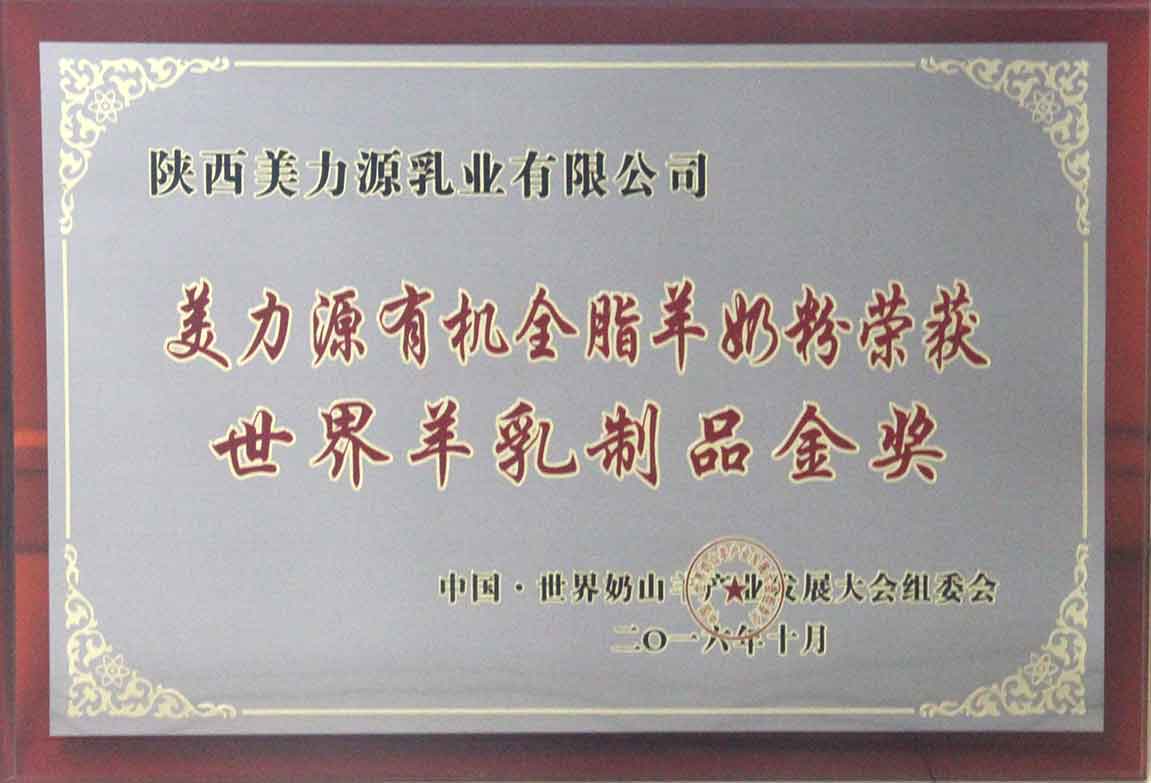 陕西美力源乳业有限公司
美力源有机全脂羊奶粉荣获
世界羊乳制品金奖
中国·世界奶山羊产业发展大会组委会
二〇一六年十月